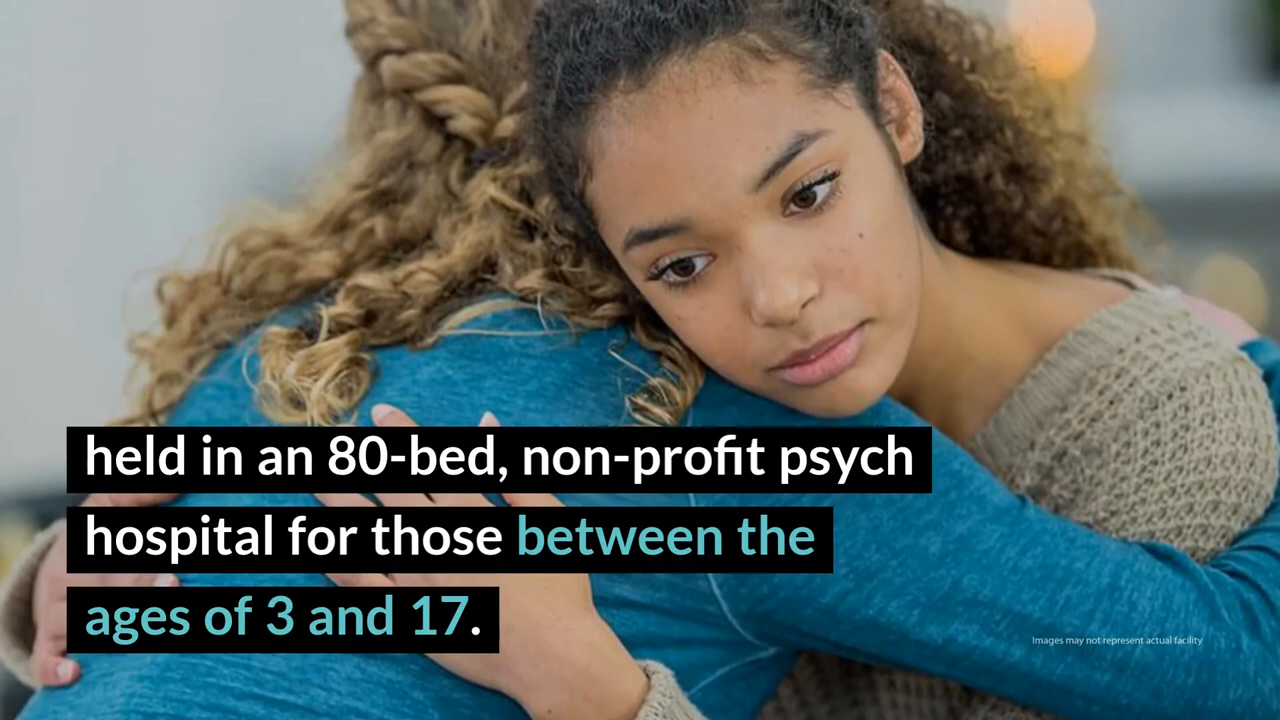 held in an 80-bed, non-profit psych
hospital for those between the
ages of 3 and 17.
Images may not represent actual facility